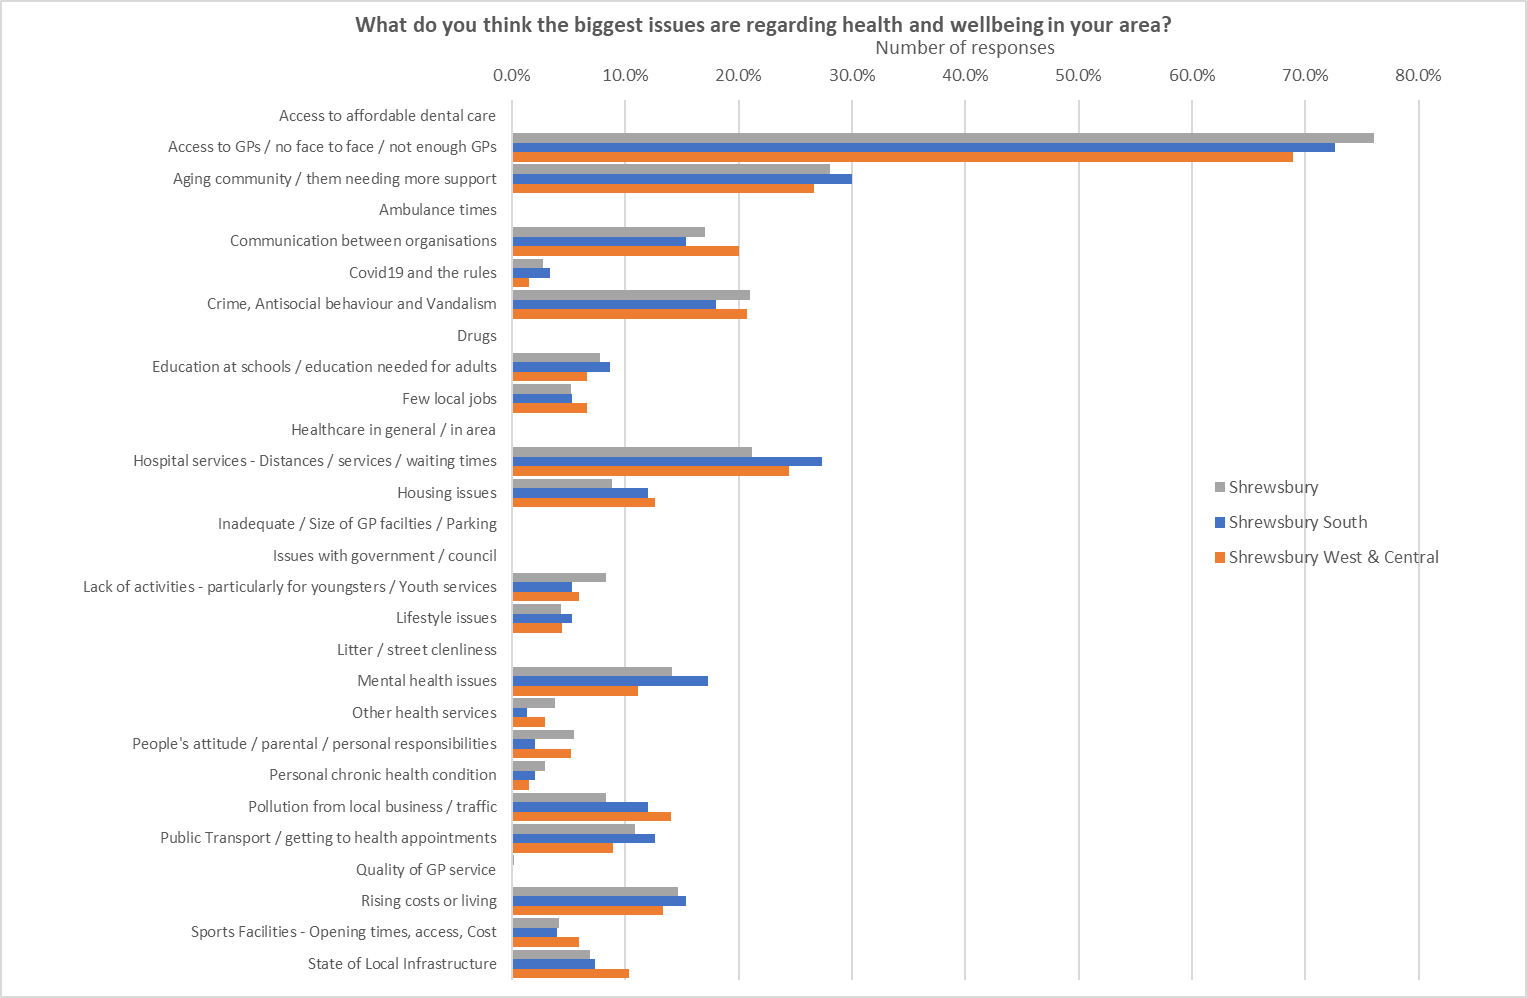 What do you think the biggest issues are regarding health and wellbeing in your area?
Number of responses
0.0% 10.0% 20.0% 30.0% 40.0% 50.0% 60.0% 70.0% 80.0%
Access to affordable dental care
Access to GPs / no face to face / not enough GPs
Aging community / them needing more support
Ambulance times
Communication between organisations
Covid19 and the rules
Crime, Antisocial behaviour and Vandalism
Drugs
Education at schools / education needed for adults
Few local jobs
Healthcare in general / in area
Hospital services - Distances / services / waiting times
Housing issues
Inadequate / Size of GP facilties / Parking
Issues with government / council
Lack of activities - particularly for youngsters / Youth services
Lifestyle issues
Litter / street clenliness
Mental health issues
Other health services
People's attitude / parental / personal responsibilities
Personal chronic health condition
Pollution from local business / traffic
Public Transport / getting to health appointments
Quality of GP service
Rising costs or living
Sports Facilities - Opening times, access, Cost
State of Local Infrastructure
Shrewsbury
Shrewsbury South
Shrewsbury West & Central